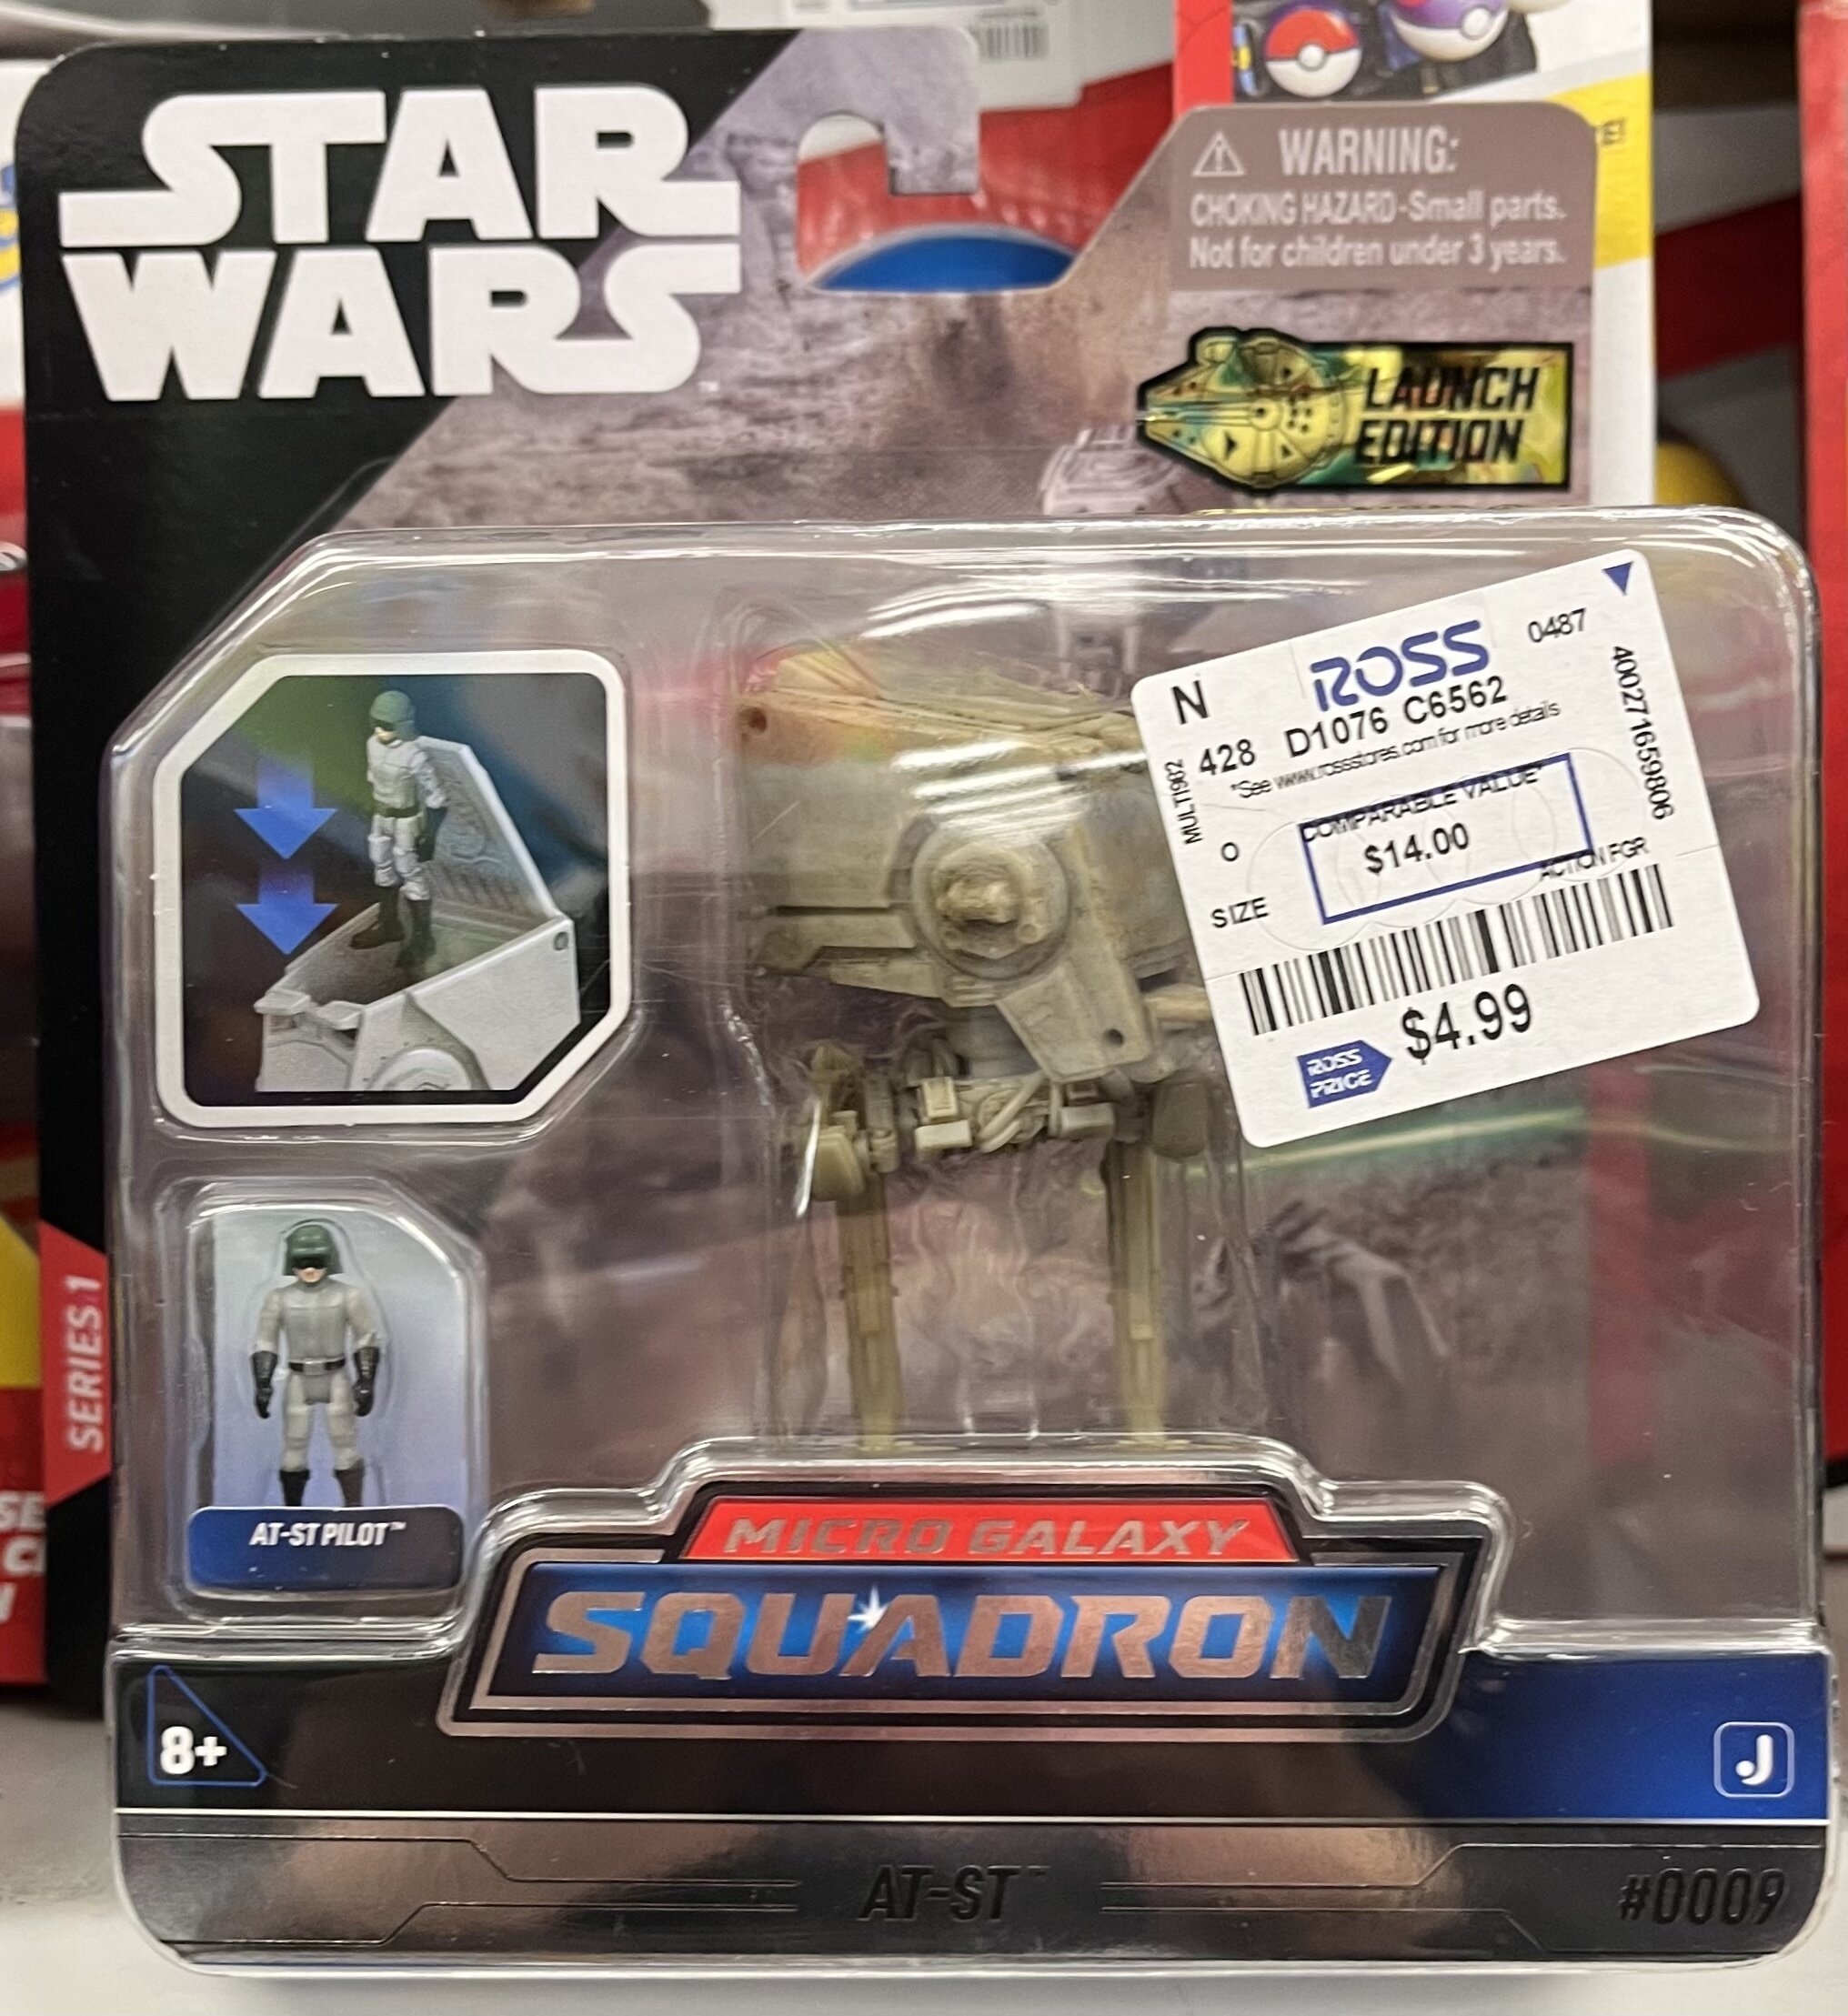 STAR
WARS
WARNING:
CHOKING HAZARD-Small parts.
Not for children under 3 years.
LAUNCH
EDITION
N
ROSS
0487
428 D1076 C6562
*See www.rossstores.com for more details
400271659806
MULTI902
COMPARABLE VALUE*
O
$14.00
ACTION FGR
SIZE
$4.99
ROSS
PRICE
SERIES 1
AT-ST PILOT™
MICRO GALAXY
SQUADRON
8+
J
AT-ST™
#0009